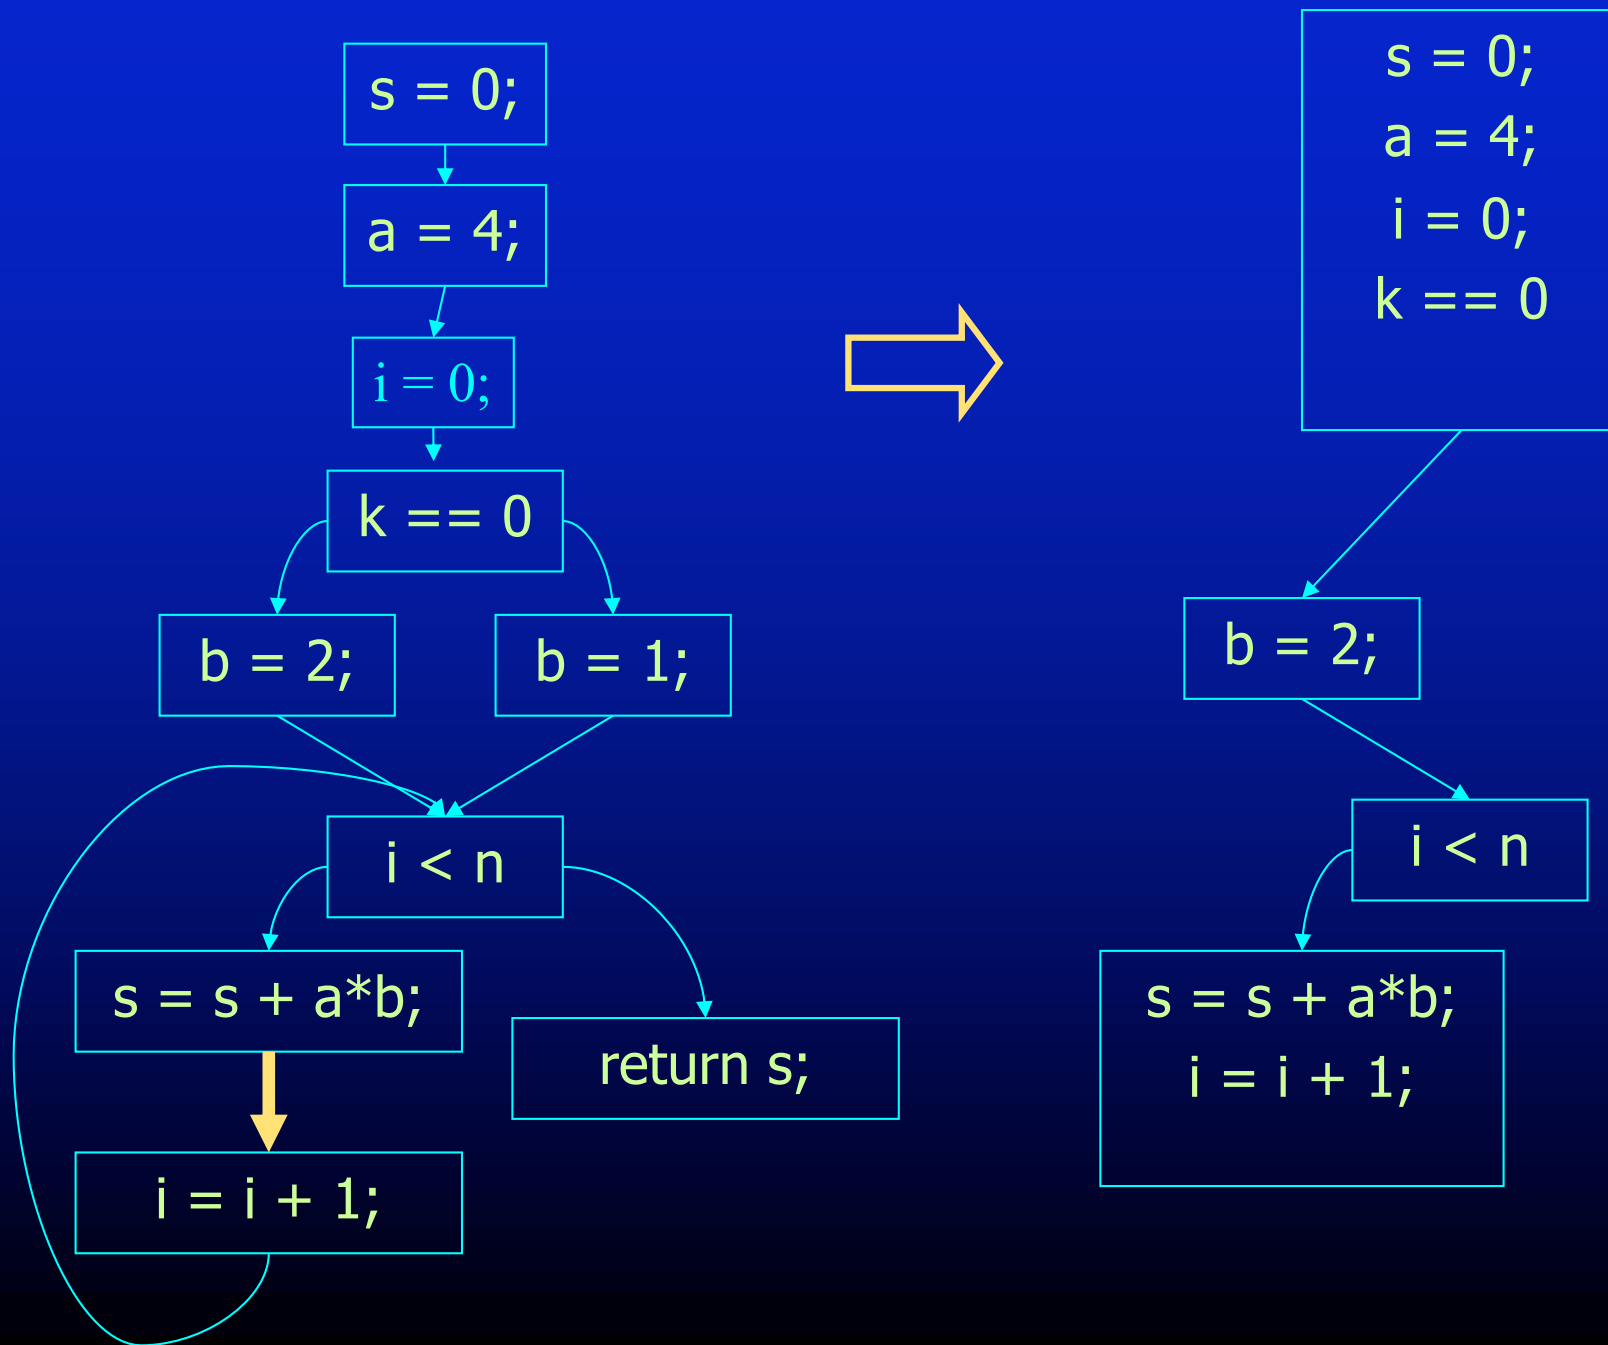 s = 0;
a = 4;
i = 0;
k == 0
b = 2;
b = 1;
i < n
s = s + a*b;
return s;
i = i + 1;
s = 0;
a = 4;
i = 0;
k == 0
b = 2;
i < n
s = s + a*b;
i = i + 1;